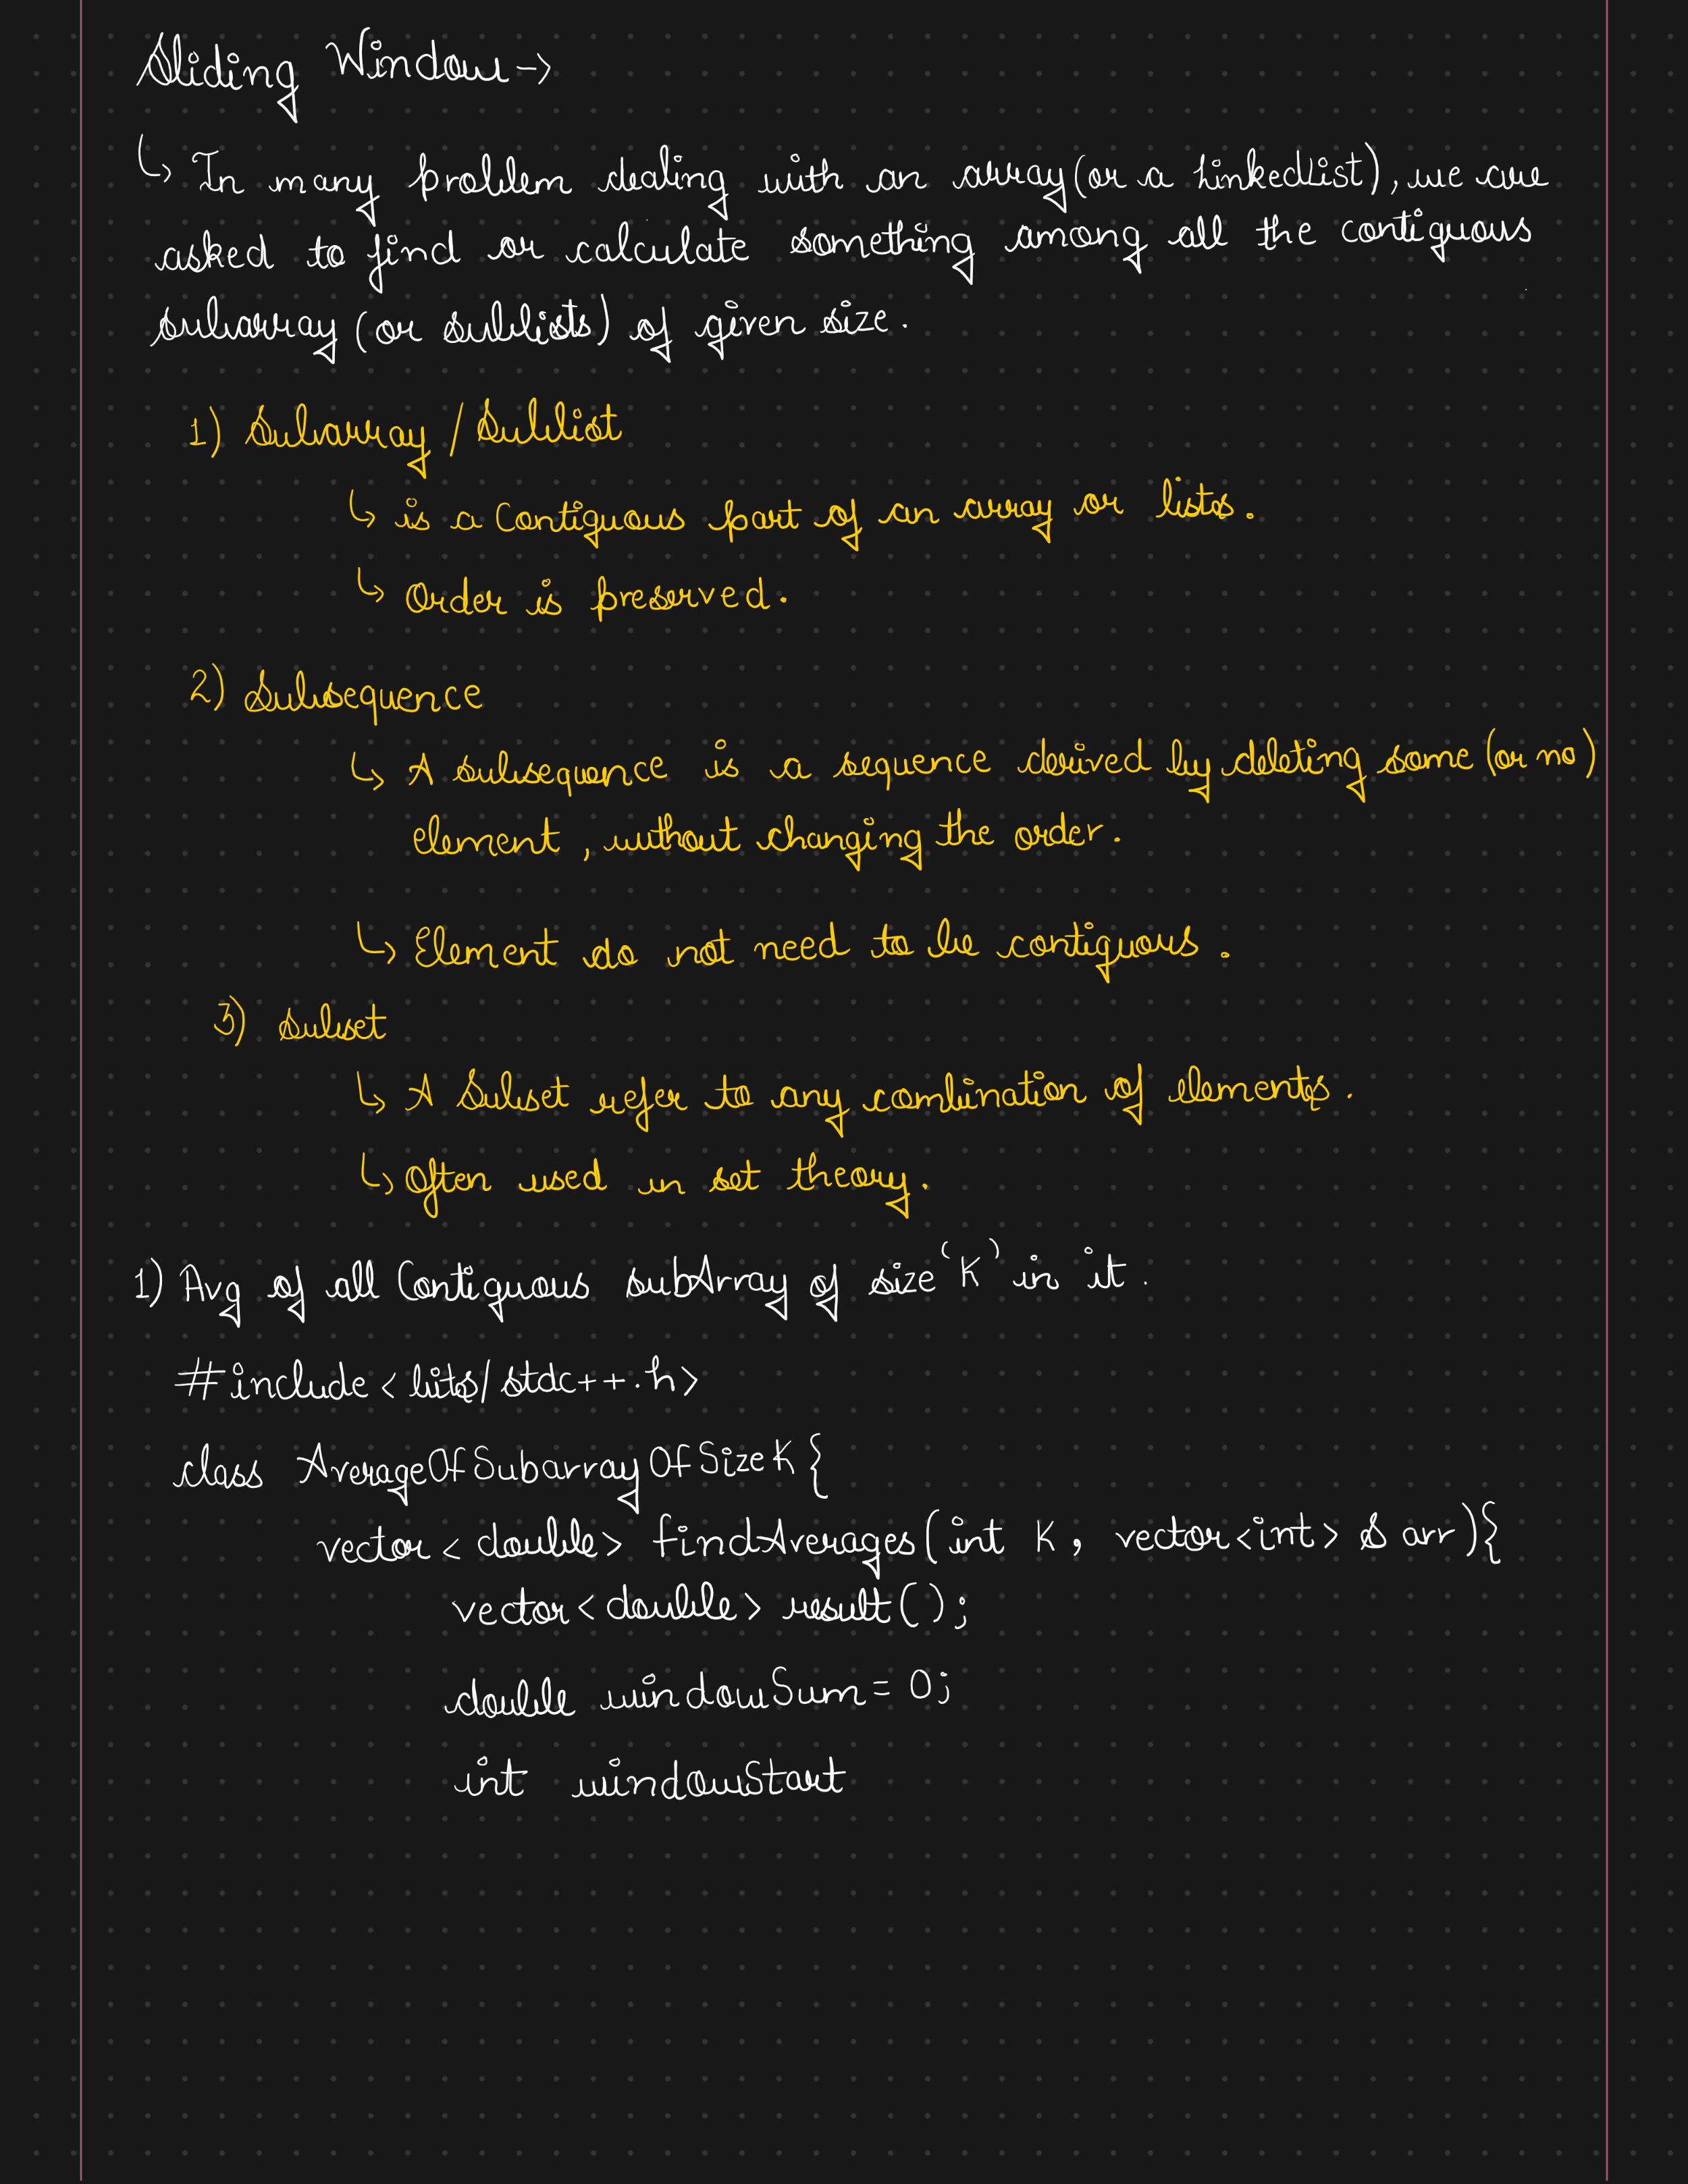 Sliding Window →
↳ In many problem dealing with an array (or a LinkedList), we are
asked to find or calculate something among all the contiguous
subarray (or sublists) of given size.
1) Subarray / Sublist
↳ is a Contiguous part of an array or lists.
↳ Order is preserved.
2) Subsequence
↳ A subsequence is a sequence derived by deleting some (or no)
element, without changing the order.
↳ Element do not need to be contiguous.
3) Subset
↳ A Subset refer to any combination of elements.
↳ Often used in set theory.
1) Avg of all Contiguous subArray of size 'K' in it.
#include <bits/stdc++.h>
class AverageOfSubarrayOfSizeK {
vector<double> findAverages(int K, vector<int> & arr){
vector<double> result();
double windowSum = 0;
int windowStart